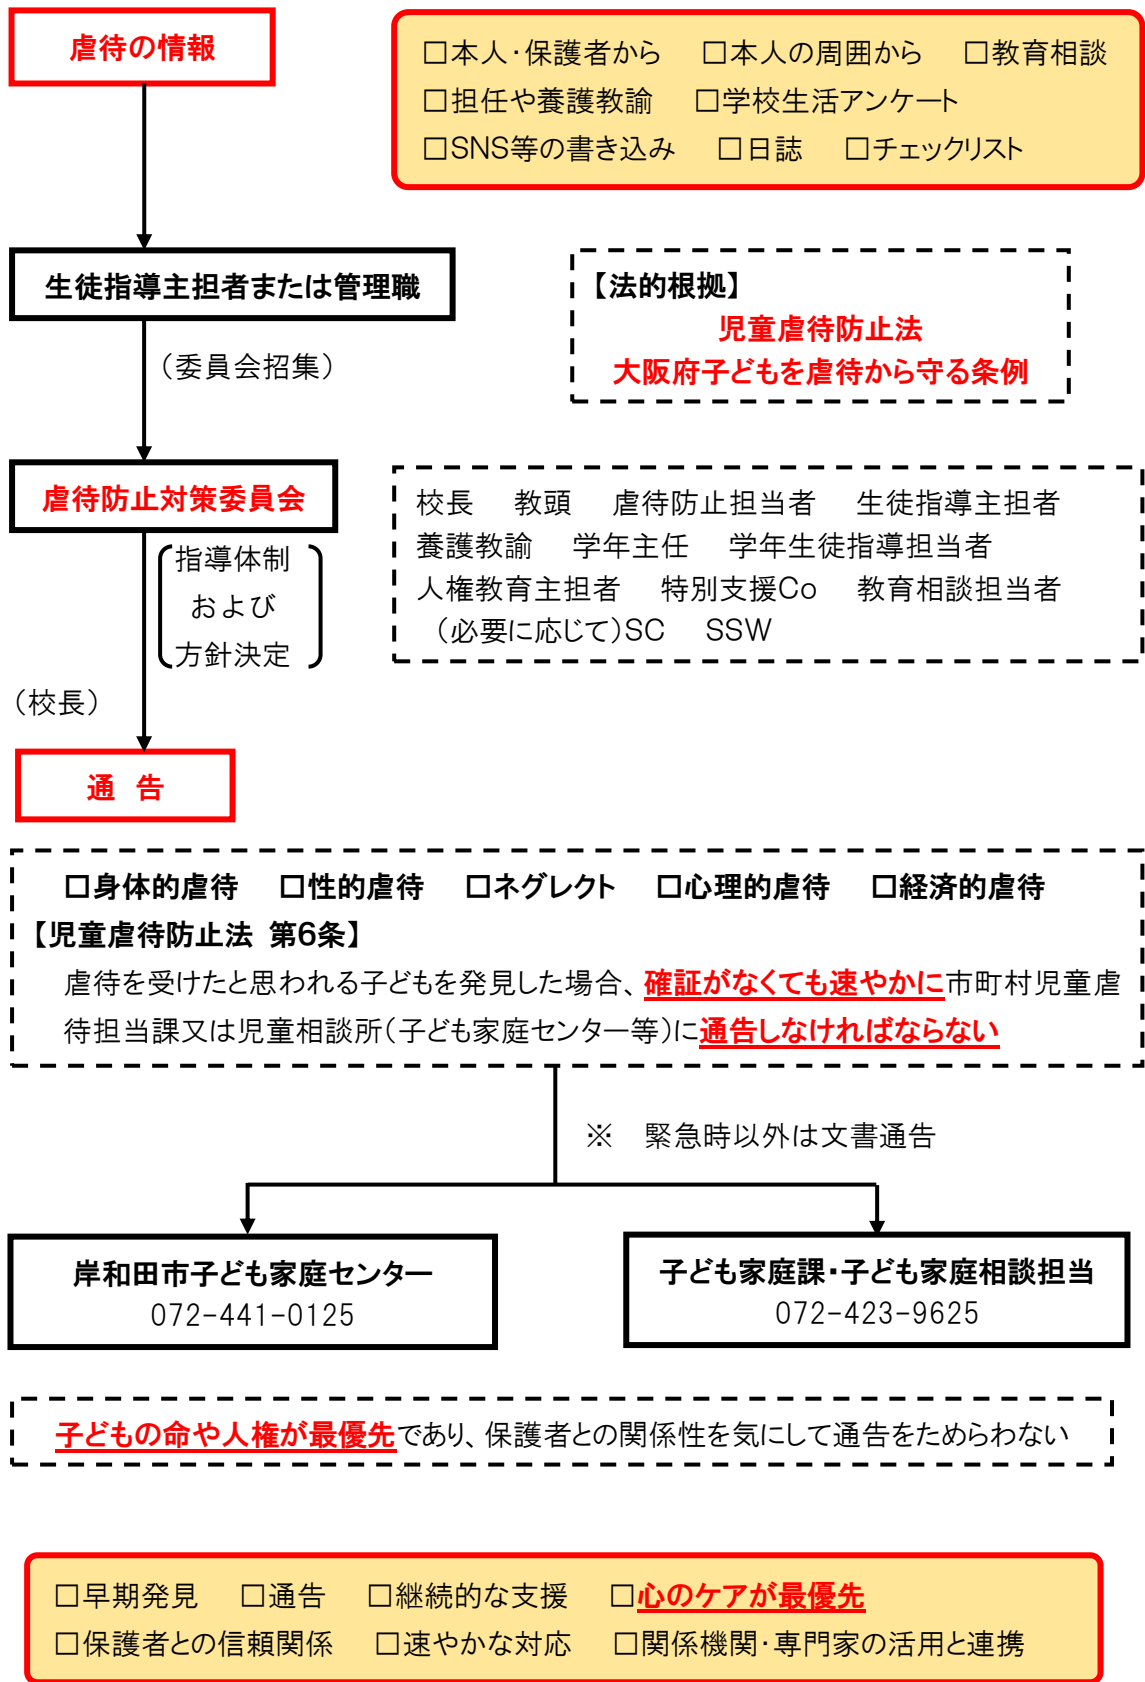 虐待の情報
□本人・保護者から　□本人の周囲から　□教育相談
□担任や養護教諭　□学校生活アンケート
□SNS等の書き込み　□日誌　□チェックリスト
生徒指導主担者または管理職
（委員会招集）
【法的根拠】
児童虐待防止法
大阪府子どもを虐待から守る条例
虐待防止対策委員会
指導体制
および
方針決定
校長　教頭　虐待防止担当者　生徒指導主担者
養護教諭　学年主任　学年生徒指導担当者
人権教育主担者　特別支援Co　教育相談担当者
（必要に応じて）SC　SSW
（校長）
通 告
□身体的虐待　□性的虐待　□ネグレクト　□心理的虐待　□経済的虐待
【児童虐待防止法 第6条】
虐待を受けたと思われる子どもを発見した場合、確証がなくても速やかに市町村児童虐
待担当課又は児童相談所（子ども家庭センター等）に通告しなければならない
※　緊急時以外は文書通告
岸和田市子ども家庭センター
072-441-0125
子ども家庭課・子ども家庭相談担当
072-423-9625
子どもの命や人権が最優先であり、保護者との関係性を気にして通告をためらわない
□早期発見　□通告　□継続的な支援　□心のケアが最優先
□保護者との信頼関係　□速やかな対応　□関係機関・専門家の活用と連携